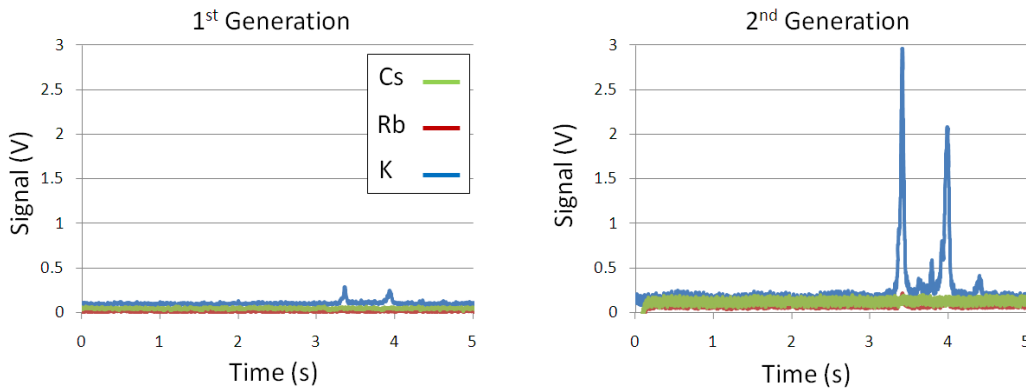 1st Generation
Signal (V)
3
2.5
2
1.5
1
0.5
0
Cs
Rb
K
0 1 2 3 4 5
Time (s)
2nd Generation
Signal (V)
3
2.5
2
1.5
1
0.5
0
0 1 2 3 4 5
Time (s)